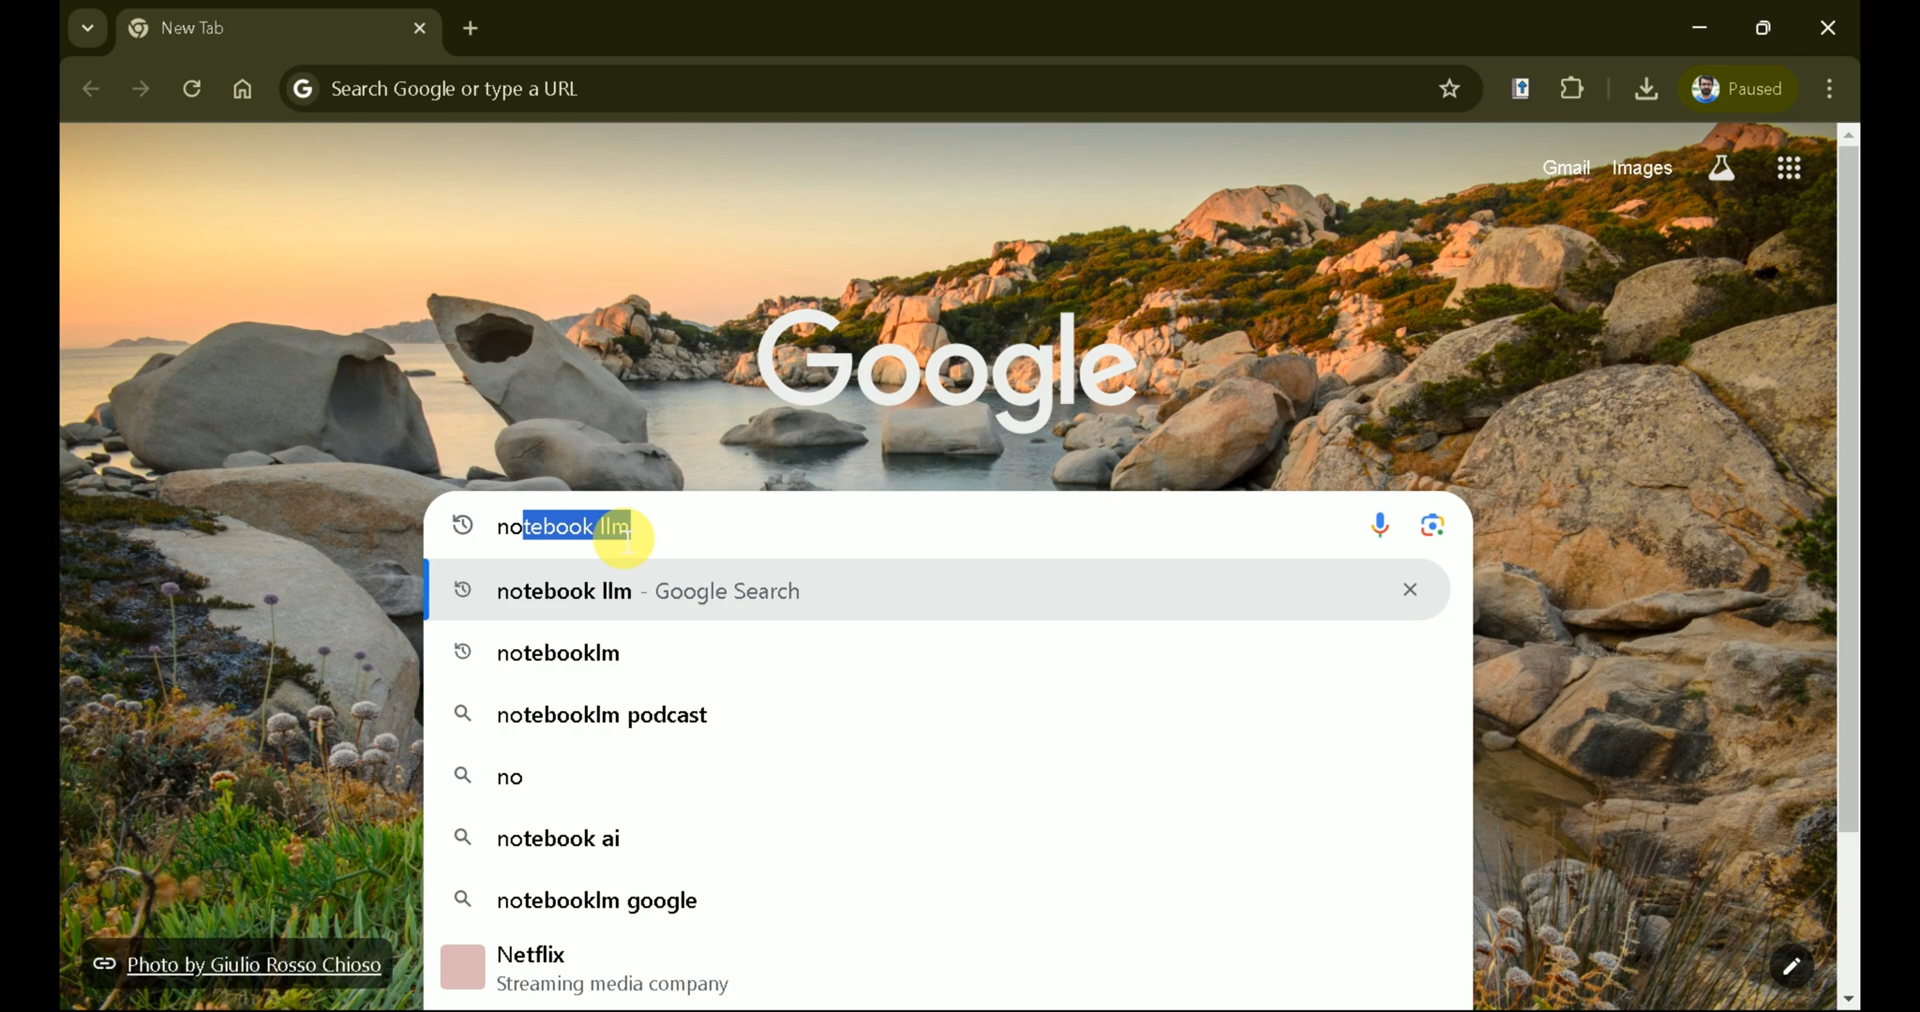 New Tab
Search Google or type a URL
Paused
Gmail Images
Google
notebook llm
notebook llm - Google Search
notebooklm
notebooklm podcast
no
notebook ai
notebooklm google
Netflix
Streaming media company
Photo by Giulio Rosso Chioso